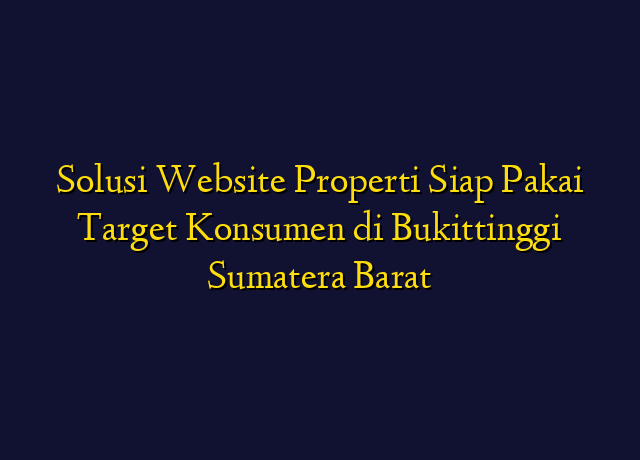 Solusi Website Properti Siap Pakai
Target Konsumen di Bukittinggi
Sumatera Barat